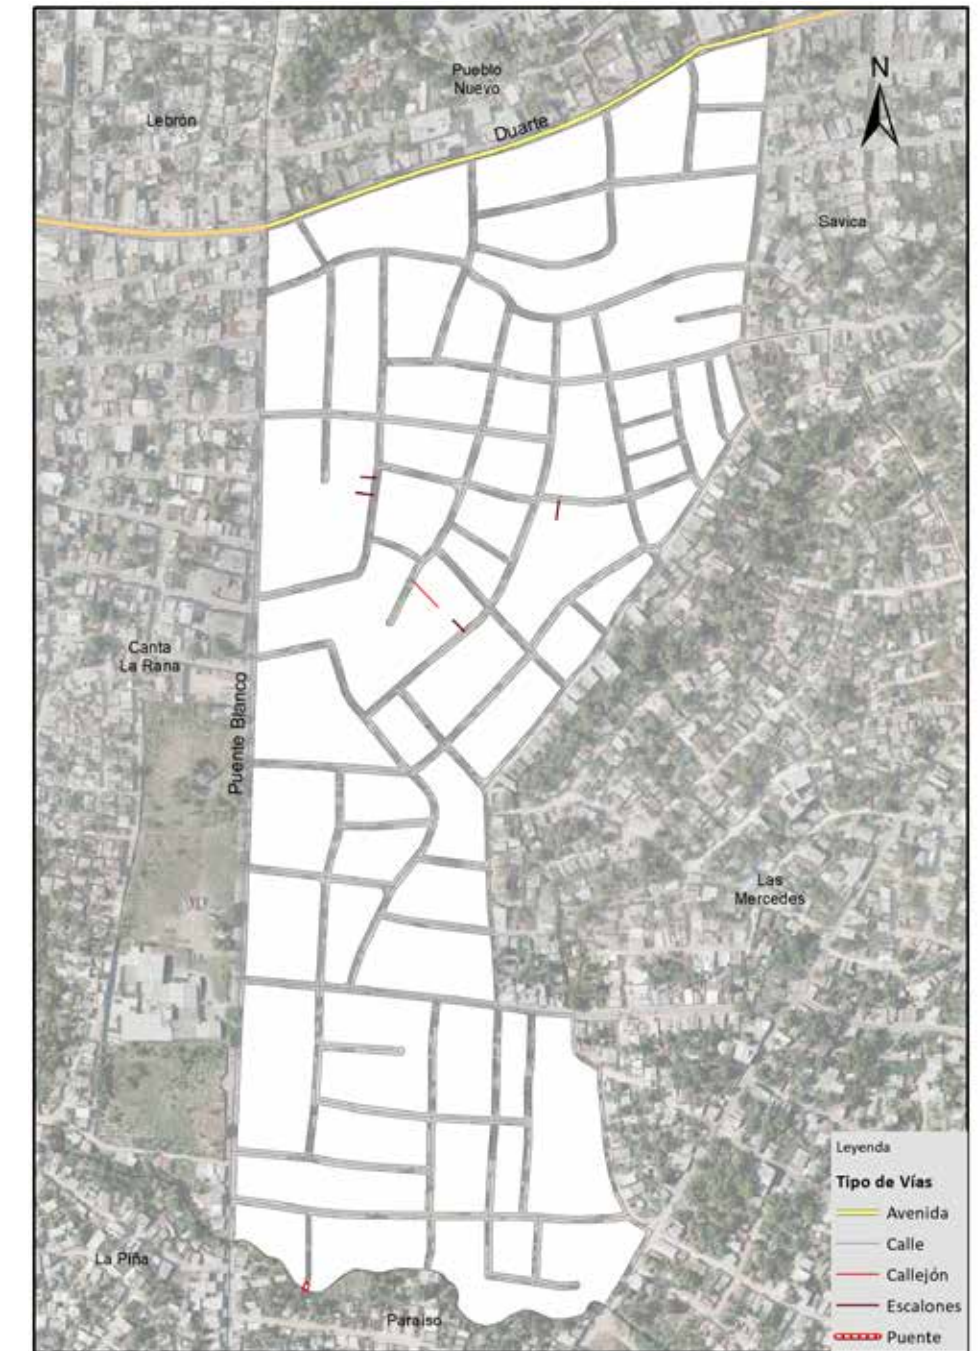 Pueblo
Nuevo
N
Lebrón
Duarte
Savica
Canta
La Rana
Puente Blanco
Las
Mercedes
La Piña
Paraiso
Leyenda
Tipo de Vías
Avenida
Calle
Callejón
Escalones
Puente